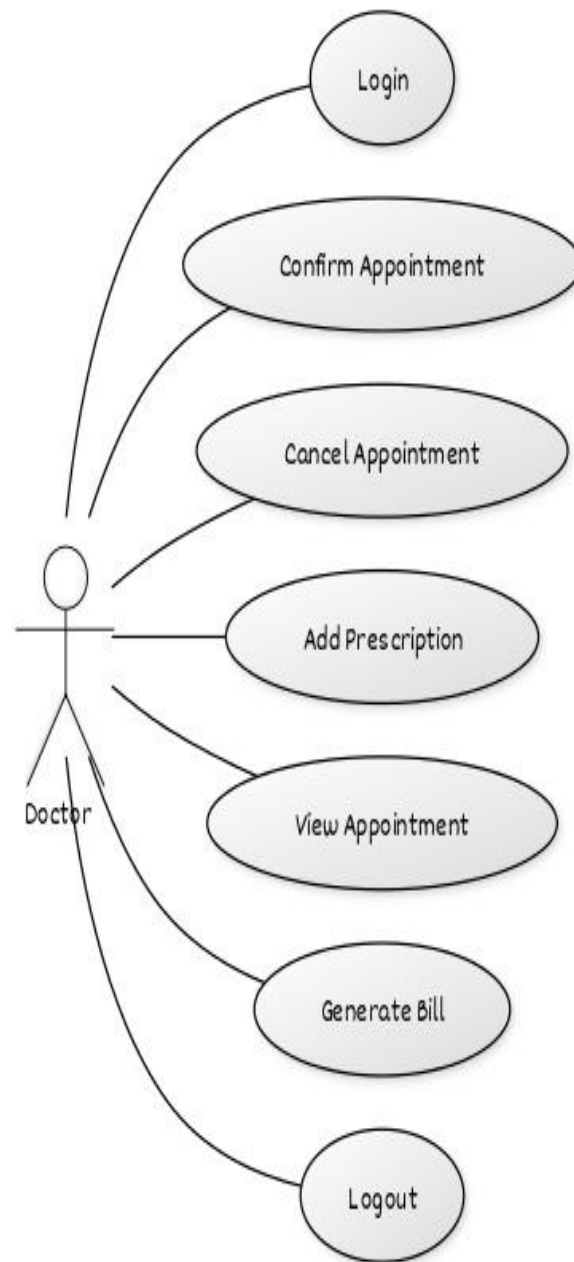 Login
Confirm Appointment
Cancel Appointment
Add Prescription
View Appointment
Doctor
Generate Bill
Logout